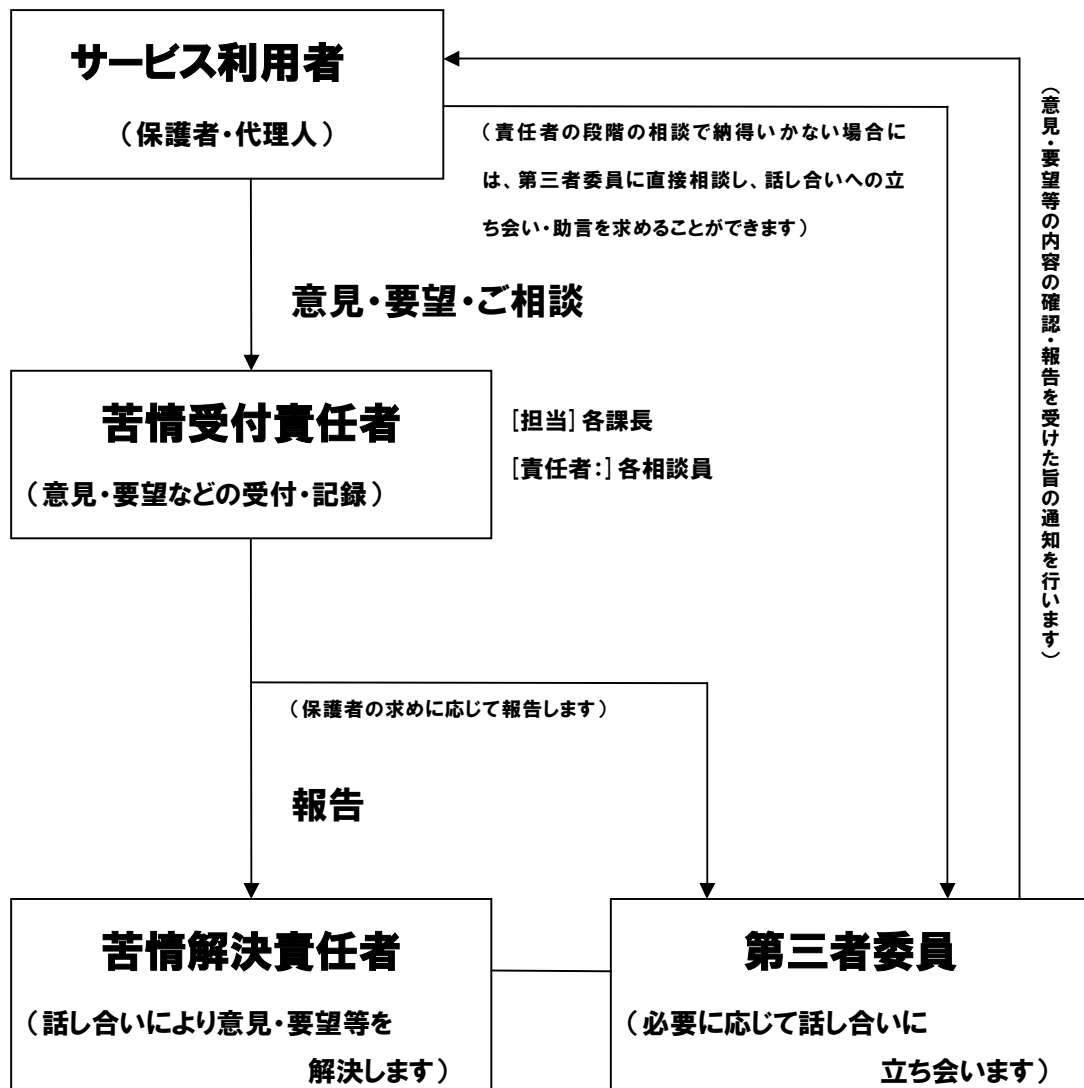 サービス利用者
（保護者・代理人）
（責任者の段階の相談で納得いかない場合に
は、第三者委員に直接相談し、話し合いへの立
ち会い・助言を求めることができます）
（意見・要望等の内容の確認・報告を受けた旨の通知を行います）
意見・要望・ご相談
苦情受付責任者
（意見・要望などの受付・記録）
［担当］各課長
［責任者：］各相談員
（保護者の求めに応じて報告します）
報告
苦情解決責任者
（話し合いにより意見・要望等を
解決します）
第三者委員
（必要に応じて話し合いに
立ち会います）